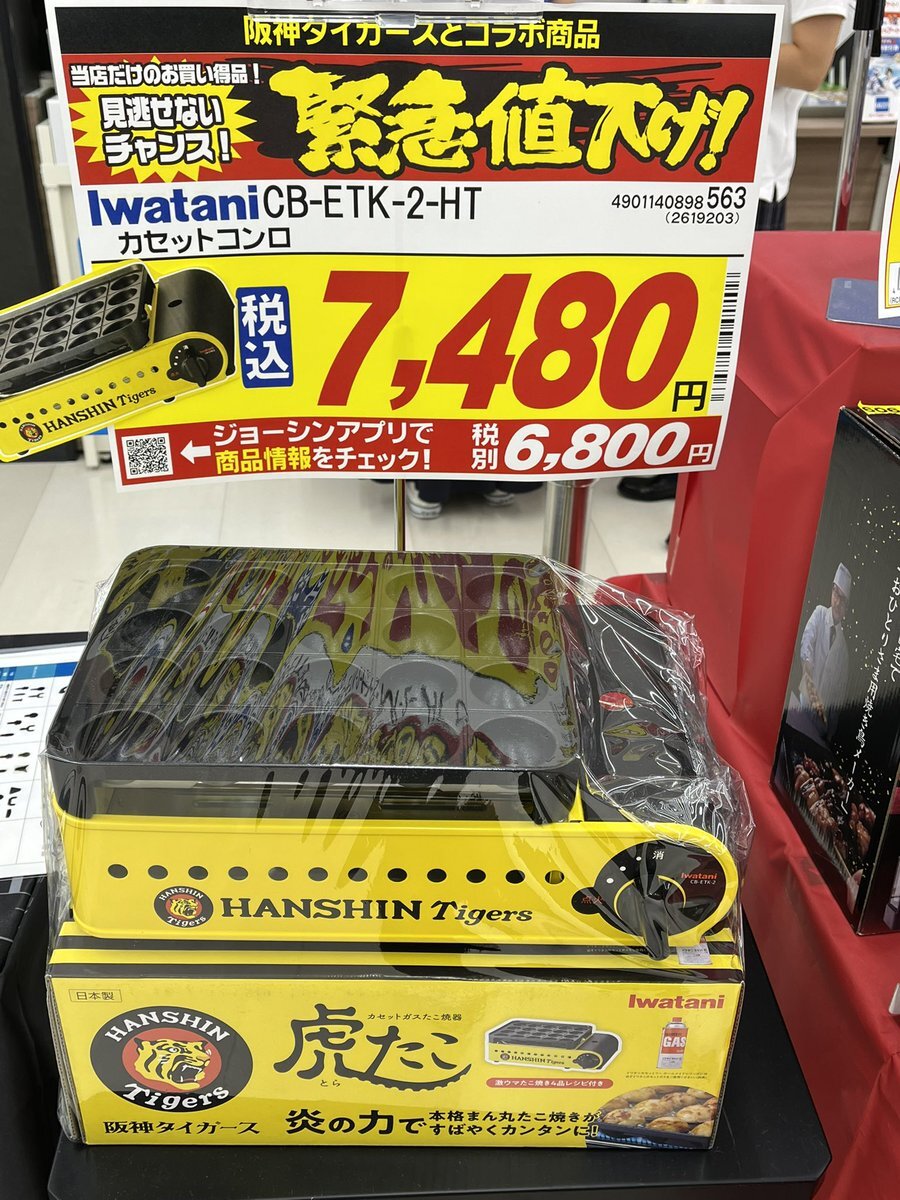 阪神タイガースとコラボ商品
当店だけのお買い得品!
見逃せない
チャンス!
緊急値下げ!
Iwatani CB-ETK-2-HT
4901140898563
(2619203)
カセットコンロ
税込
7,480円
HANSHIN Tigers
ジョーシンアプリで
商品情報をチェック!
税別 6,800円
消
Iwatani
CB-ETK-2
点火
HANSHIN
Tigers
HANSHIN Tigers
日本製
Iwatani
HANSHIN
Tigers
阪神タイガース
カセットガスたこ焼器
虎たこ
とら
HANSHIN Tigers
激ウマたこ焼き4品レシピ付き
GAS
炎の力で
本格まん丸たこ焼きが
すばやくカンタンに!